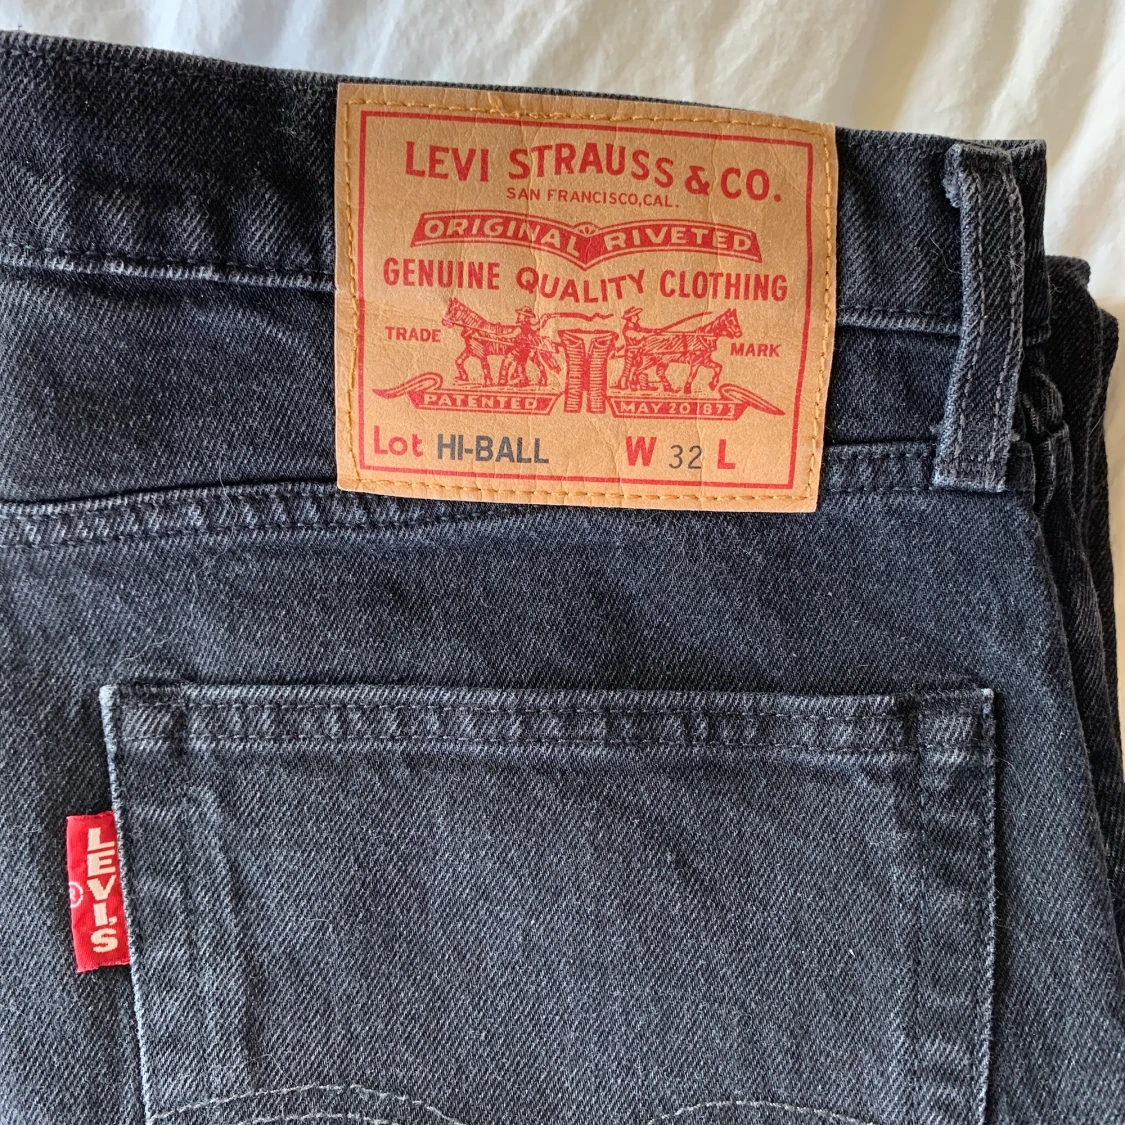 LEVI STRAUSS & CO.
SAN FRANCISCO, CAL.
ORIGINAL RIVETED
GENUINE QUALITY CLOTHING
TRADE MARK
PATENTED MAY 20 1873
Lot HI-BALL W 32 L
LEVI'S
®